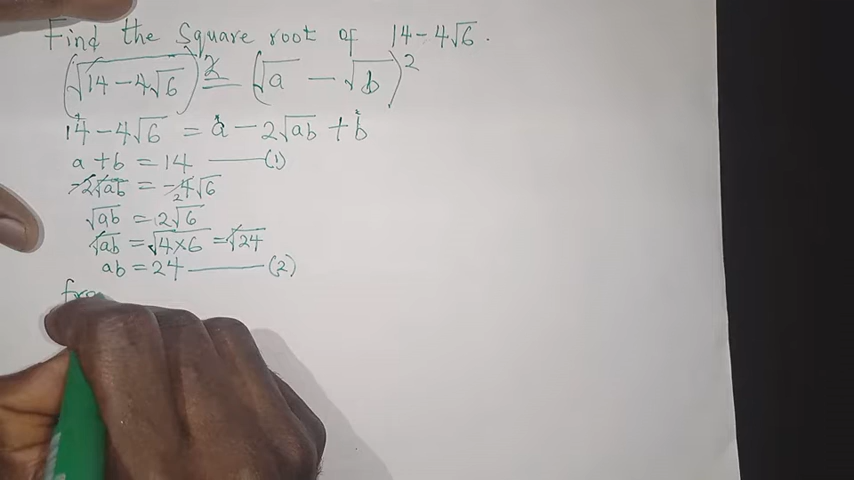 Find the Square root of 14 - 4√6.
(√14 - 4√6)² = (√a - √b)²
14 - 4√6 = a - 2√ab + b
a + b = 14 —— (1)
-2√ab = -4√6
√ab = 2√6
√ab = √4×6 = √24
ab = 24 —— (2)